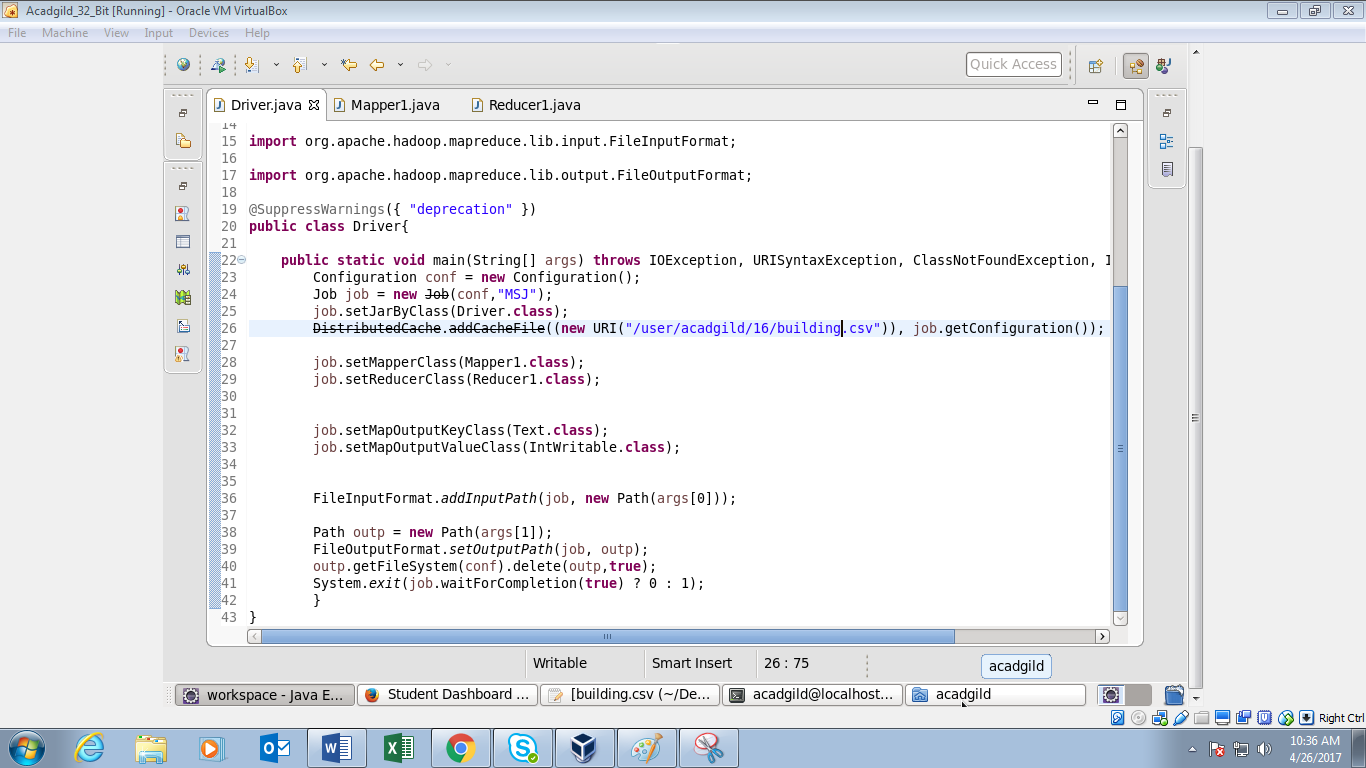 Acadgild_32_Bit [Running] - Oracle VM VirtualBox
File Machine View Input Devices Help
Quick Access
Driver.java Mapper1.java Reducer1.java
14
15 import org.apache.hadoop.mapreduce.lib.input.FileInputFormat;
16
17 import org.apache.hadoop.mapreduce.lib.output.FileOutputFormat;
18
19 @SuppressWarnings({ "deprecation" })
20 public class Driver{
21
22 public static void main(String[] args) throws IOException, URISyntaxException, ClassNotFoundException, I
23 Configuration conf = new Configuration();
24 Job job = new Job(conf,"MSJ");
25 job.setJarByClass(Driver.class);
26 DistributedCache.addCacheFile((new URI("/user/acadgild/16/building.csv")), job.getConfiguration());
27
28 job.setMapperClass(Mapper1.class);
29 job.setReducerClass(Reducer1.class);
30
31
32 job.setMapOutputKeyClass(Text.class);
33 job.setMapOutputValueClass(IntWritable.class);
34
35
36 FileInputFormat.addInputPath(job, new Path(args[0]));
37
38 Path outp = new Path(args[1]);
39 FileOutputFormat.setOutputPath(job, outp);
40 outp.getFileSystem(conf).delete(outp,true);
41 System.exit(job.waitForCompletion(true) ? 0 : 1);
42 }
43 }
Writable Smart Insert 26 : 75 acadgild
workspace - Java E... Student Dashboard ... [building.csv (~/De... acadgild@localhost... acadgild
Right Ctrl
10:36 AM
4/26/2017